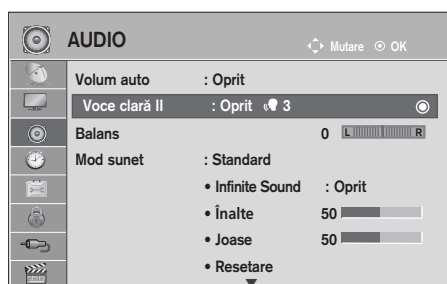 AUDIO
Mutare OK
Volum auto : Oprit
Voce clară II : Oprit 3
Balans 0 L R
Mod sunet : Standard
• Infinite Sound : Oprit
• Înalte 50
• Joase 50
• Resetare